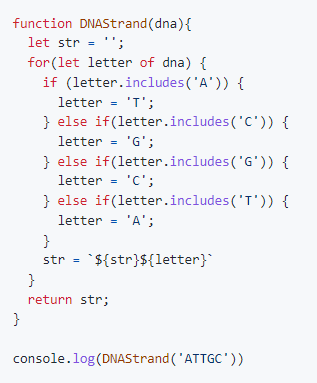 function DNAStrand(dna){
  let str = '';
  for(let letter of dna) {
    if (letter.includes('A')) {
      letter = 'T';
    } else if(letter.includes('C')) {
      letter = 'G';
    } else if(letter.includes('G')) {
      letter = 'C';
    } else if(letter.includes('T')) {
      letter = 'A';
    }
    str = `${str}${letter}`
  }
  return str;
}

console.log(DNAStrand('ATTGC'))